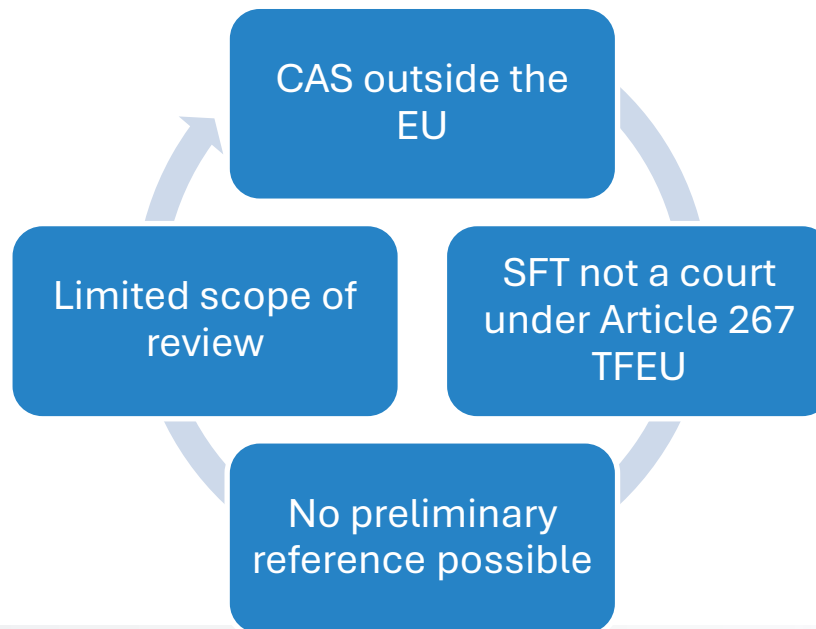 CAS outside the
EU
SFT not a court
under Article 267
TFEU
No preliminary
reference possible
Limited scope of
review